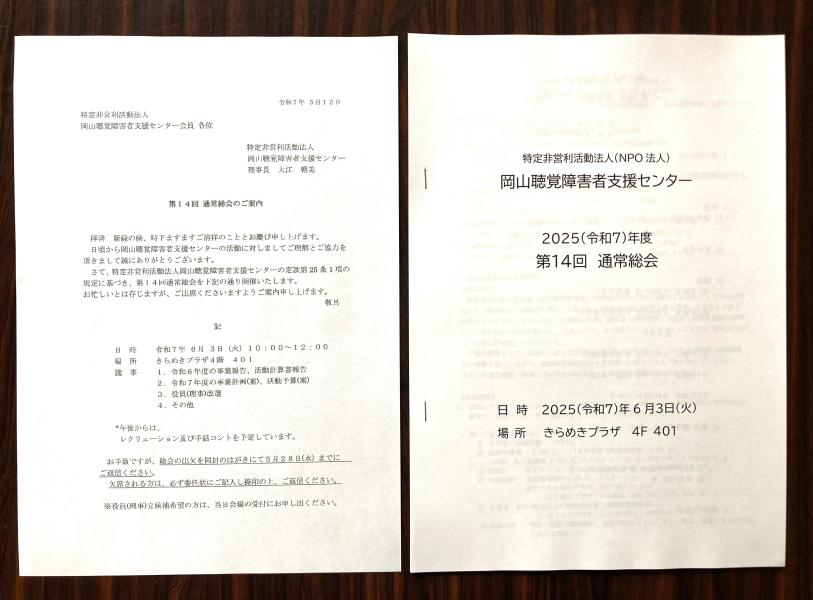 令和７年 ５月１２日
特定非営利活動法人
岡山聴覚障害者支援センター会員 各位
特定非営利活動法人
岡山聴覚障害者支援センター
理事長 大江 朝美
第１４回 通常総会のご案内
拝啓 新緑の候、時下ますますご清祥のこととお慶び申し上げます。
日頃から岡山聴覚障害者支援センターの活動に対しましてご理解とご協力を
頂きまして誠にありがとうございます。
さて、特定非営利活動法人岡山聴覚障害者支援センターの定款第25条１項の
規定に基づき、第１４回通常総会を下記の通り開催いたします。
お忙しいとは存じますが、ご出席くださいますようご案内申し上げます。
敬具
記
日 時 令和７年 ６月 ３日（火）１０：００～１２：００
場 所 きらめきプラザ４階 ４０１
議 事 １．令和６年度の事業報告、活動計算書報告
２．令和７年度の事業計画(案)、活動予算(案)
３．役員(理事)改選
４．その他
*午後からは、
レクリェーション及び手話コントを予定しています。
お手数ですが、総会の出欠を同封のはがきにて５月２８日(水) までに
ご返信ください。
欠席される方は、必ず委任状にご記入し捺印の上、ご返信ください。
※役員(理事)立候補希望の方は、当日会場の受付にお申し出ください。
特定非営利活動法人(NPO法人)
岡山聴覚障害者支援センター
2025(令和7)年度
第14回 通常総会
日 時 2025(令和7)年６月3日(火)
場 所 きらめきプラザ 4F 401